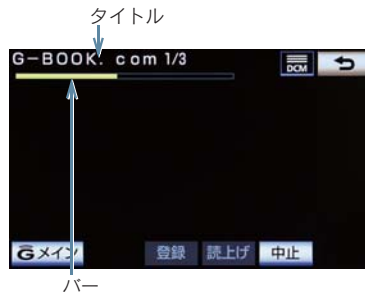 タイトル
G-BOOK. com 1/3
DCM
Gメイン 登録 読上げ 中止
バー